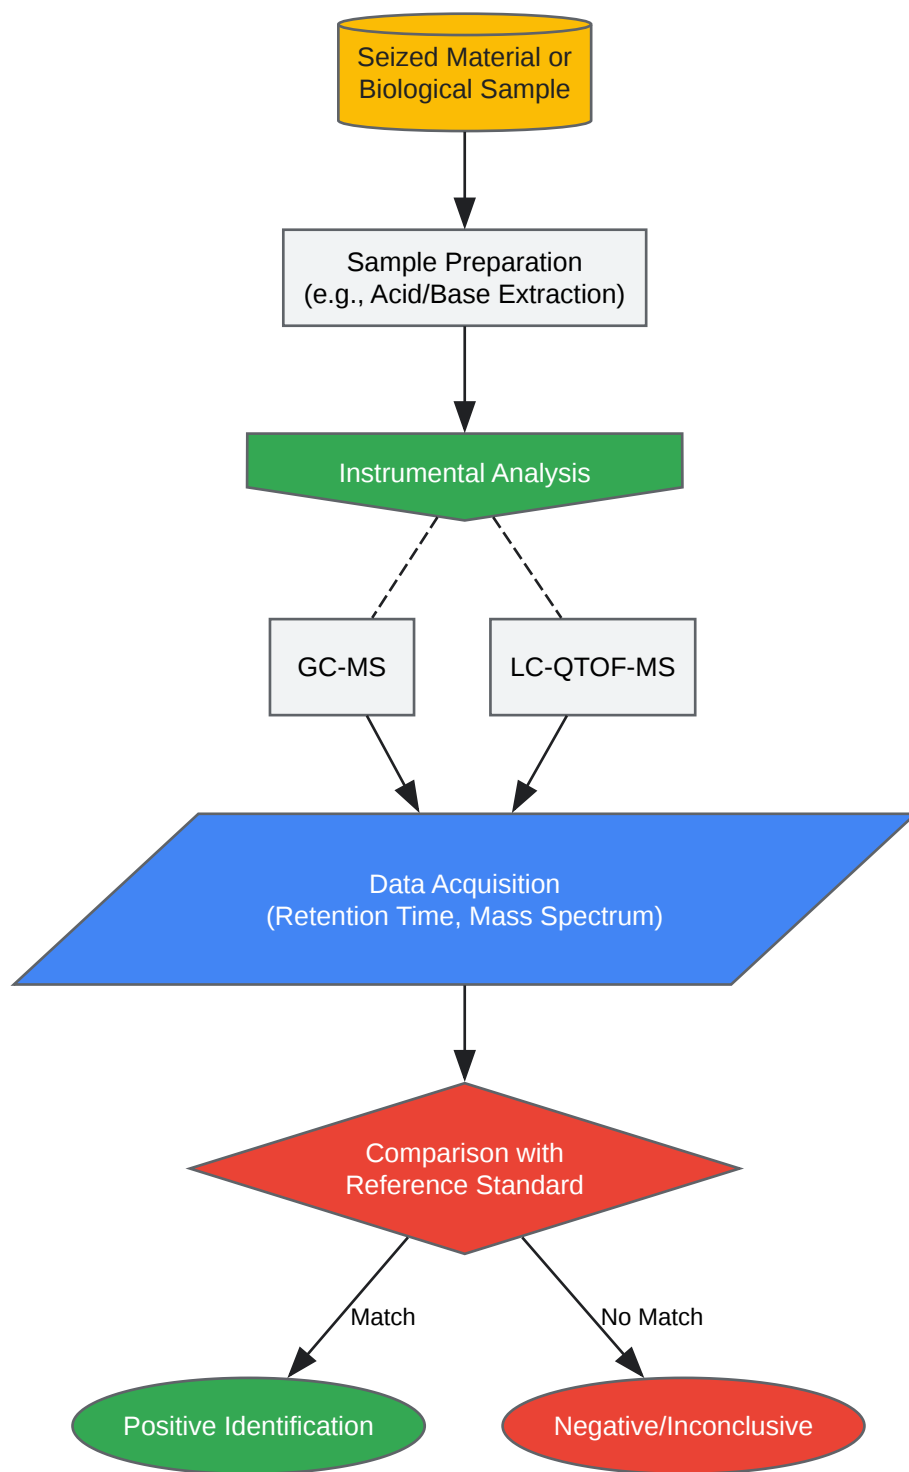 Seized Material or
Biological Sample
Sample Preparation
(e.g., Acid/Base Extraction)
Instrumental Analysis
GC-MS
LC-QTOF-MS
Data Acquisition
(Retention Time, Mass Spectrum)
Comparison with
Reference Standard
Match
No Match
Positive Identification
Negative/Inconclusive